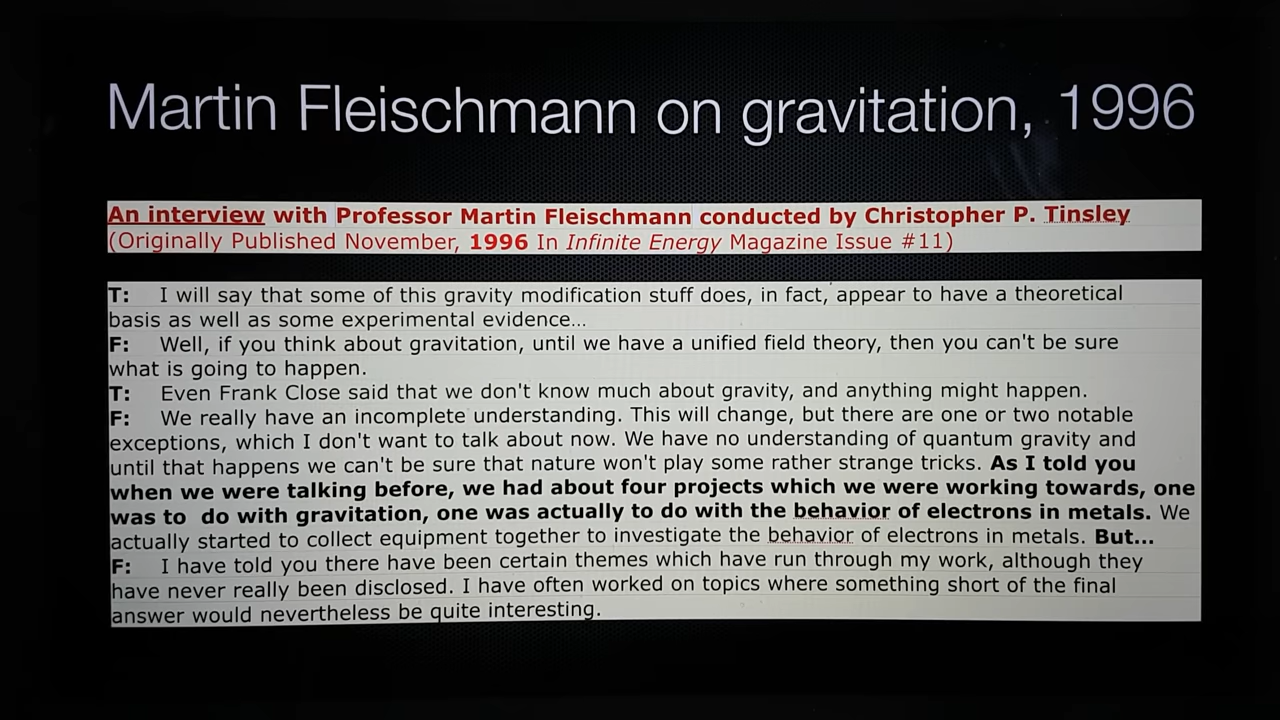 Martin Fleischmann on gravitation, 1996
An interview with Professor Martin Fleischmann conducted by Christopher P. Tinsley
(Originally Published November, 1996 In Infinite Energy Magazine Issue #11)
T: I will say that some of this gravity modification stuff does, in fact, appear to have a theoretical
basis as well as some experimental evidence...
F: Well, if you think about gravitation, until we have a unified field theory, then you can't be sure
what is going to happen.
T: Even Frank Close said that we don't know much about gravity, and anything might happen.
F: We really have an incomplete understanding. This will change, but there are one or two notable
exceptions, which I don't want to talk about now. We have no understanding of quantum gravity and
until that happens we can't be sure that nature won't play some rather strange tricks. As I told you
when we were talking before, we had about four projects which we were working towards, one
was to do with gravitation, one was actually to do with the behavior of electrons in metals. We
actually started to collect equipment together to investigate the behavior of electrons in metals. But...
F: I have told you there have been certain themes which have run through my work, although they
have never really been disclosed. I have often worked on topics where something short of the final
answer would nevertheless be quite interesting.